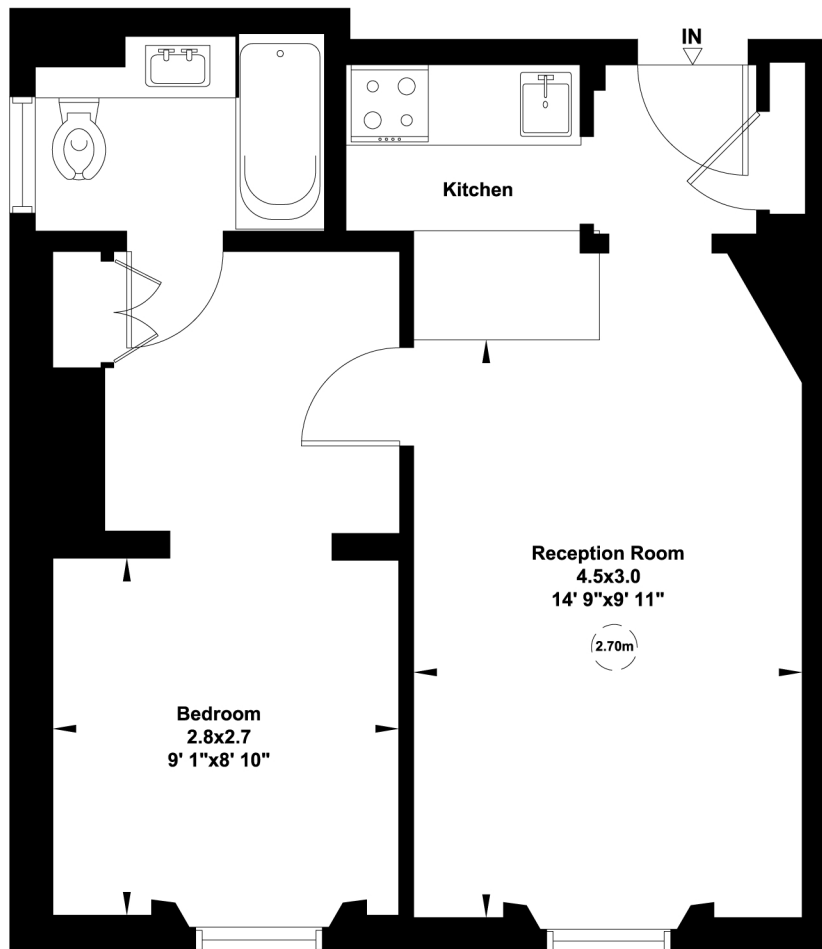 IN
Kitchen
Reception Room
4.5x3.0
14' 9"x9' 11"
2.70m
Bedroom
2.8x2.7
9' 1"x8' 10"